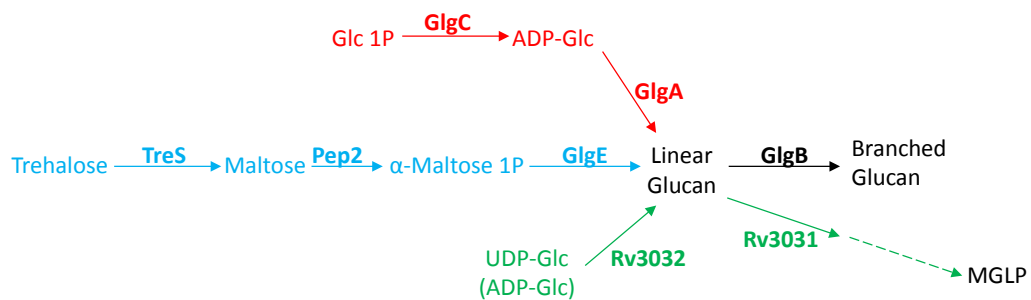 GlgC
Glc 1P
ADP-Glc
GlgA
TreS
Pep2
GlgE
GlgB
Trehalose
Maltose
α-Maltose 1P
Linear
Glucan
Branched
Glucan
Rv3031
UDP-Glc
(ADP-Glc)
Rv3032
MGLP